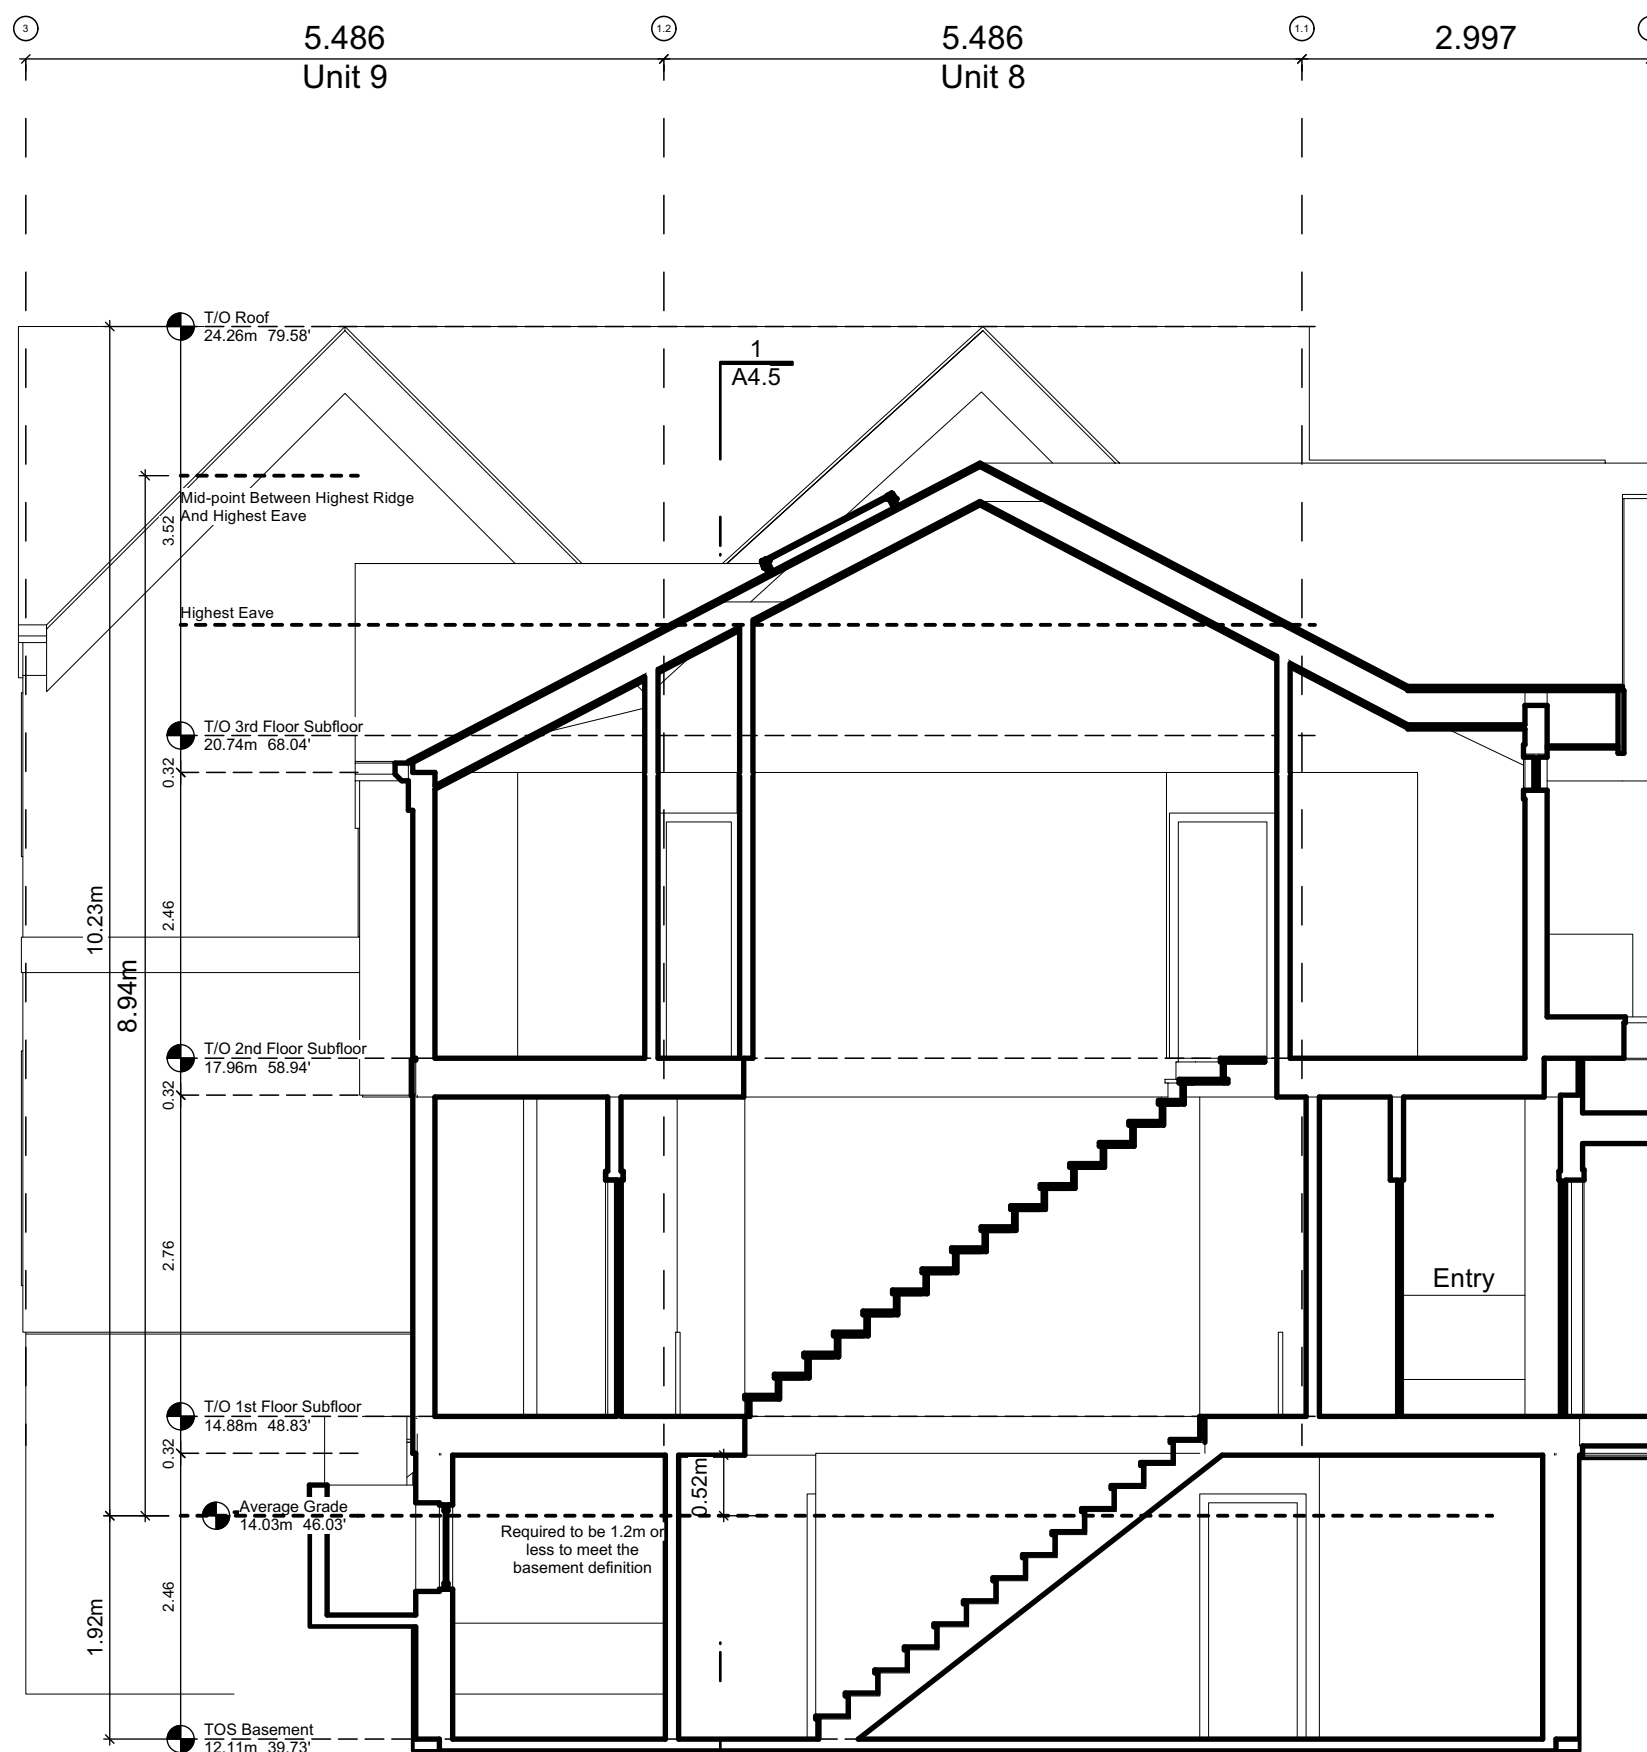 3
5.486
1.2
5.486
1.1
2.997
Unit 9
Unit 8
T/O Roof
24.26m 79.58'
1
A4.5
Mid-point Between Highest Ridge
And Highest Eave
3.52
Highest Eave
T/O 3rd Floor Subfloor
20.74m 68.04'
0.32
10.23m
2.46
8.94m
T/O 2nd Floor Subfloor
17.96m 58.94'
0.32
2.76
Entry
T/O 1st Floor Subfloor
14.88m 48.83'
0.32
0.52m
Average Grade
14.03m 46.03'
Required to be 1.2m or
less to meet the
basement definition
2.46
1.92m
TOS Basement
12.11m 39.73'